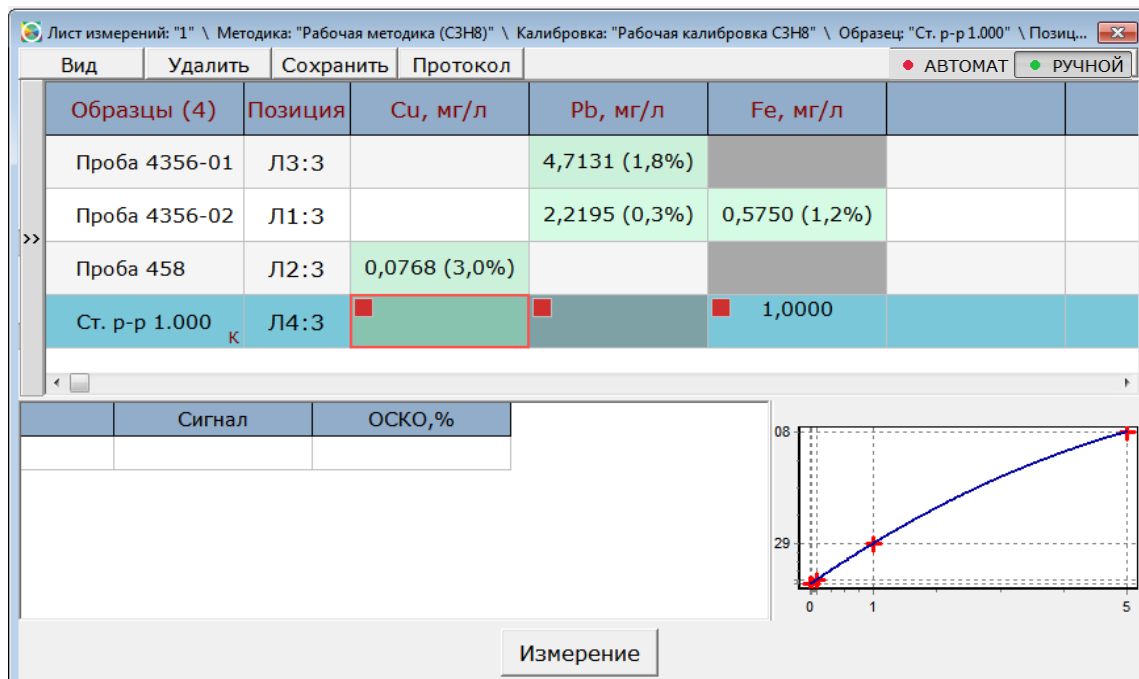 Лист измерений: "1" \ Методика: "Рабочая методика (СЗН8)" \ Калибровка: "Рабочая калибровка СЗН8" \ Образец: "Ст. р-р 1.000" \ Позиц...
Вид Удалить Сохранить Протокол АВТОМАТ РУЧНОЙ
Образцы (4) Позиция Cu, мг/л Pb, мг/л Fe, мг/л
Проба 4356-01 Л3:3 4,7131 (1,8%)
Проба 4356-02 Л1:3 2,2195 (0,3%) 0,5750 (1,2%)
>>
Проба 458 Л2:3 0,0768 (3,0%)
Ст. р-р 1.000 К Л4:3 1,0000
Сигнал ОСКО,%
08
29
0 1 5
Измерение